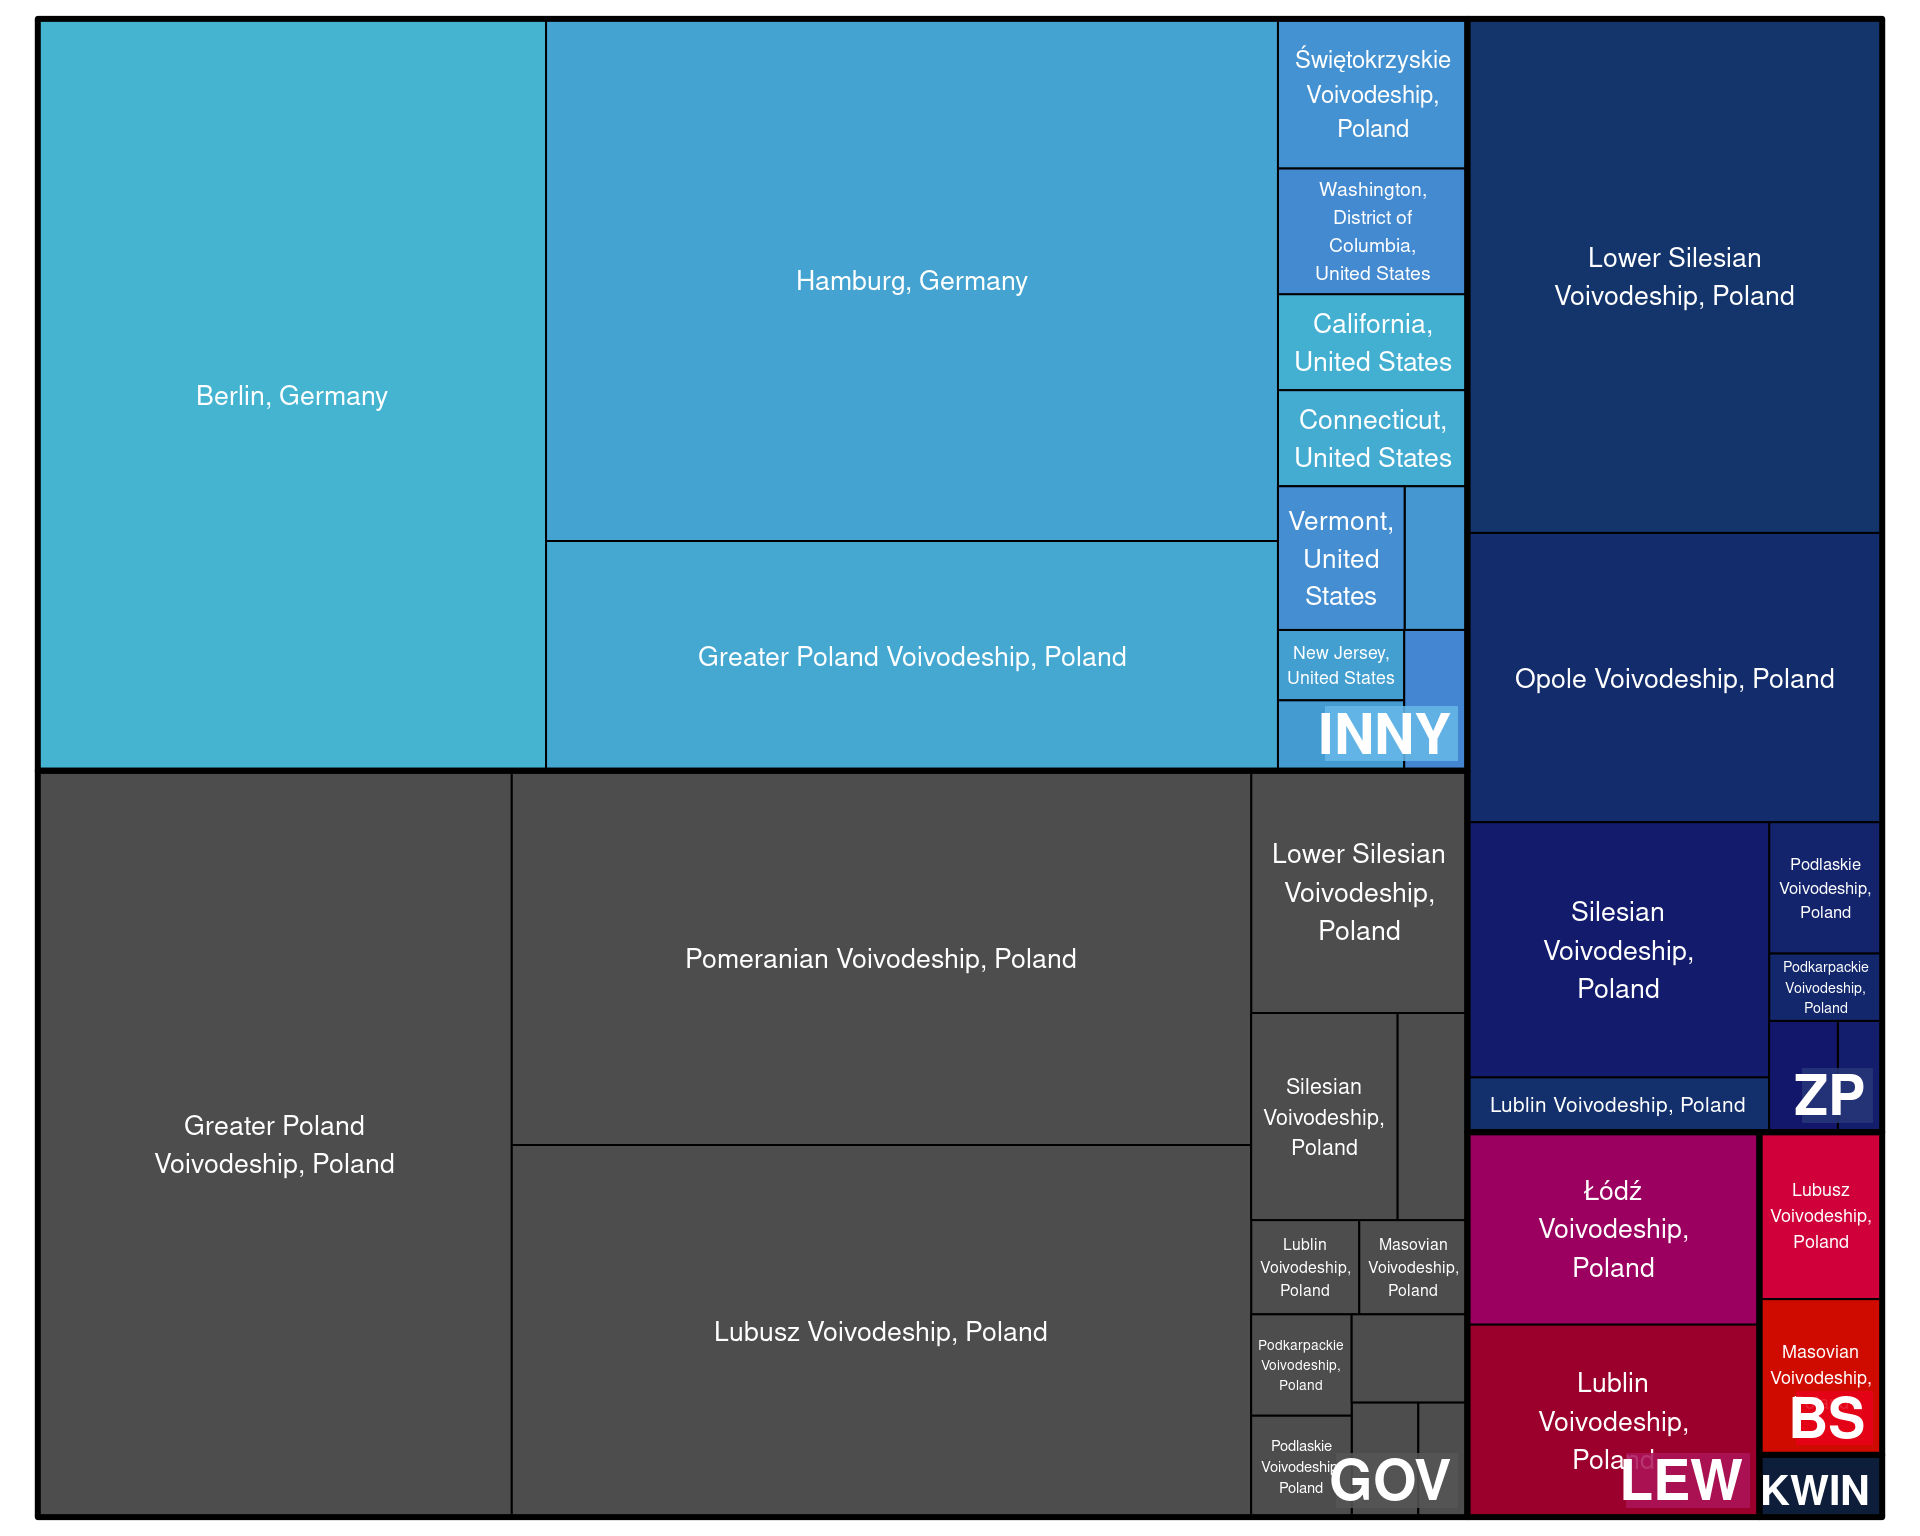 Berlin, Germany
Hamburg, Germany
Greater Poland Voivodeship, Poland
Świętokrzyskie
Voivodeship,
Poland
Washington,
District of
Columbia,
United States
California,
United States
Connecticut,
United States
Vermont,
United
States
New Jersey,
United States
INNY
Greater Poland
Voivodeship, Poland
Pomeranian Voivodeship, Poland
Lubusz Voivodeship, Poland
Lower Silesian
Voivodeship,
Poland
Silesian
Voivodeship,
Poland
Lublin
Voivodeship,
Poland
Masovian
Voivodeship,
Poland
Podkarpackie
Voivodeship,
Poland
Podlaskie
Voivodeship,
Poland
GOV
Lower Silesian
Voivodeship, Poland
Opole Voivodeship, Poland
Silesian
Voivodeship,
Poland
Podlaskie
Voivodeship,
Poland
Podkarpackie
Voivodeship,
Poland
Lublin Voivodeship, Poland
ZP
Łódź
Voivodeship,
Poland
Lublin
Voivodeship,
Poland
LEW
Lubusz
Voivodeship,
Poland
Masovian
Voivodeship,
BS
KWIN